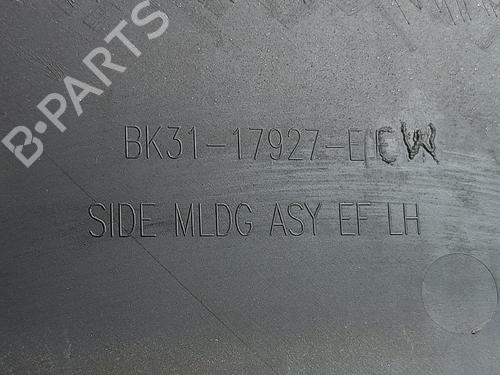 B·PARTS
BK31-17927-E
SIDE MLDG ASY EF LH